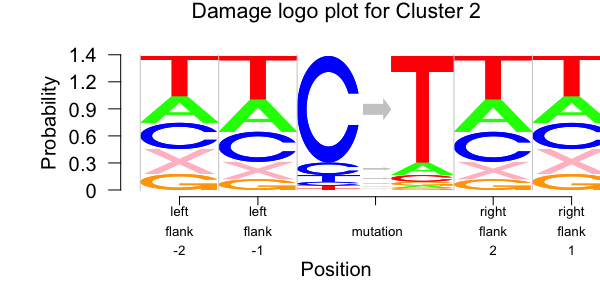 Damage logo plot for Cluster 2
Probability
1.4
1.2
0.9
0.6
0.3
0
T A C X G
T A C X G
C
T A
T A C X G
T A C X G
left flank -2
left flank -1
mutation
right flank 2
right flank 1
Position